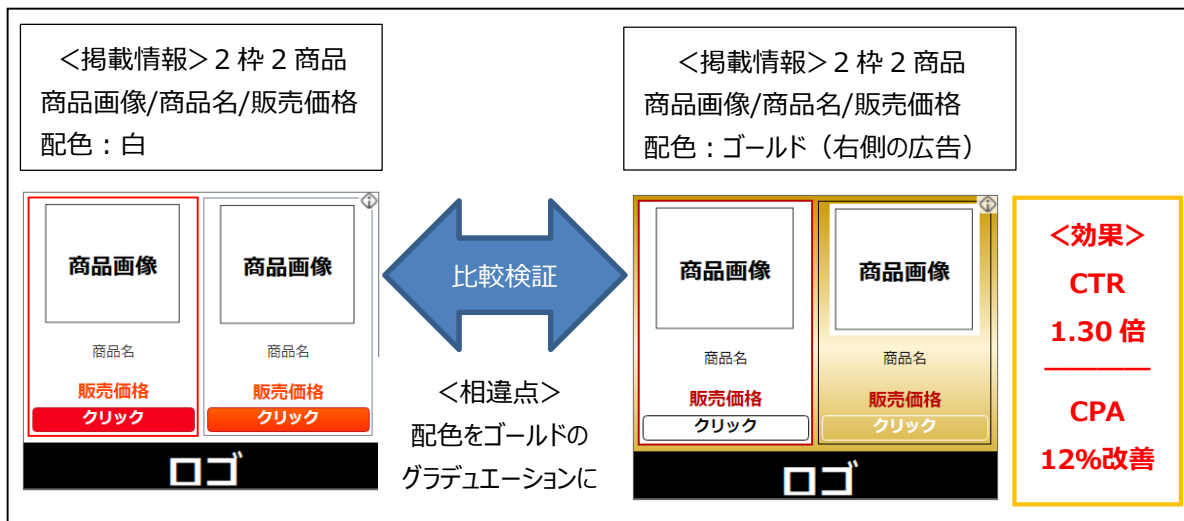 ＜掲載情報＞２枠２商品
商品画像/商品名/販売価格
配色：白
＜掲載情報＞２枠２商品
商品画像/商品名/販売価格
配色：ゴールド（右側の広告）
商品画像
商品名
販売価格
クリック
商品画像
商品名
販売価格
クリック
ロゴ
比較検証
＜相違点＞
配色をゴールドの
グラデュエーションに
商品画像
商品名
販売価格
クリック
商品画像
商品名
販売価格
クリック
ロゴ
＜効果＞
CTR
1.30 倍
CPA
12%改善